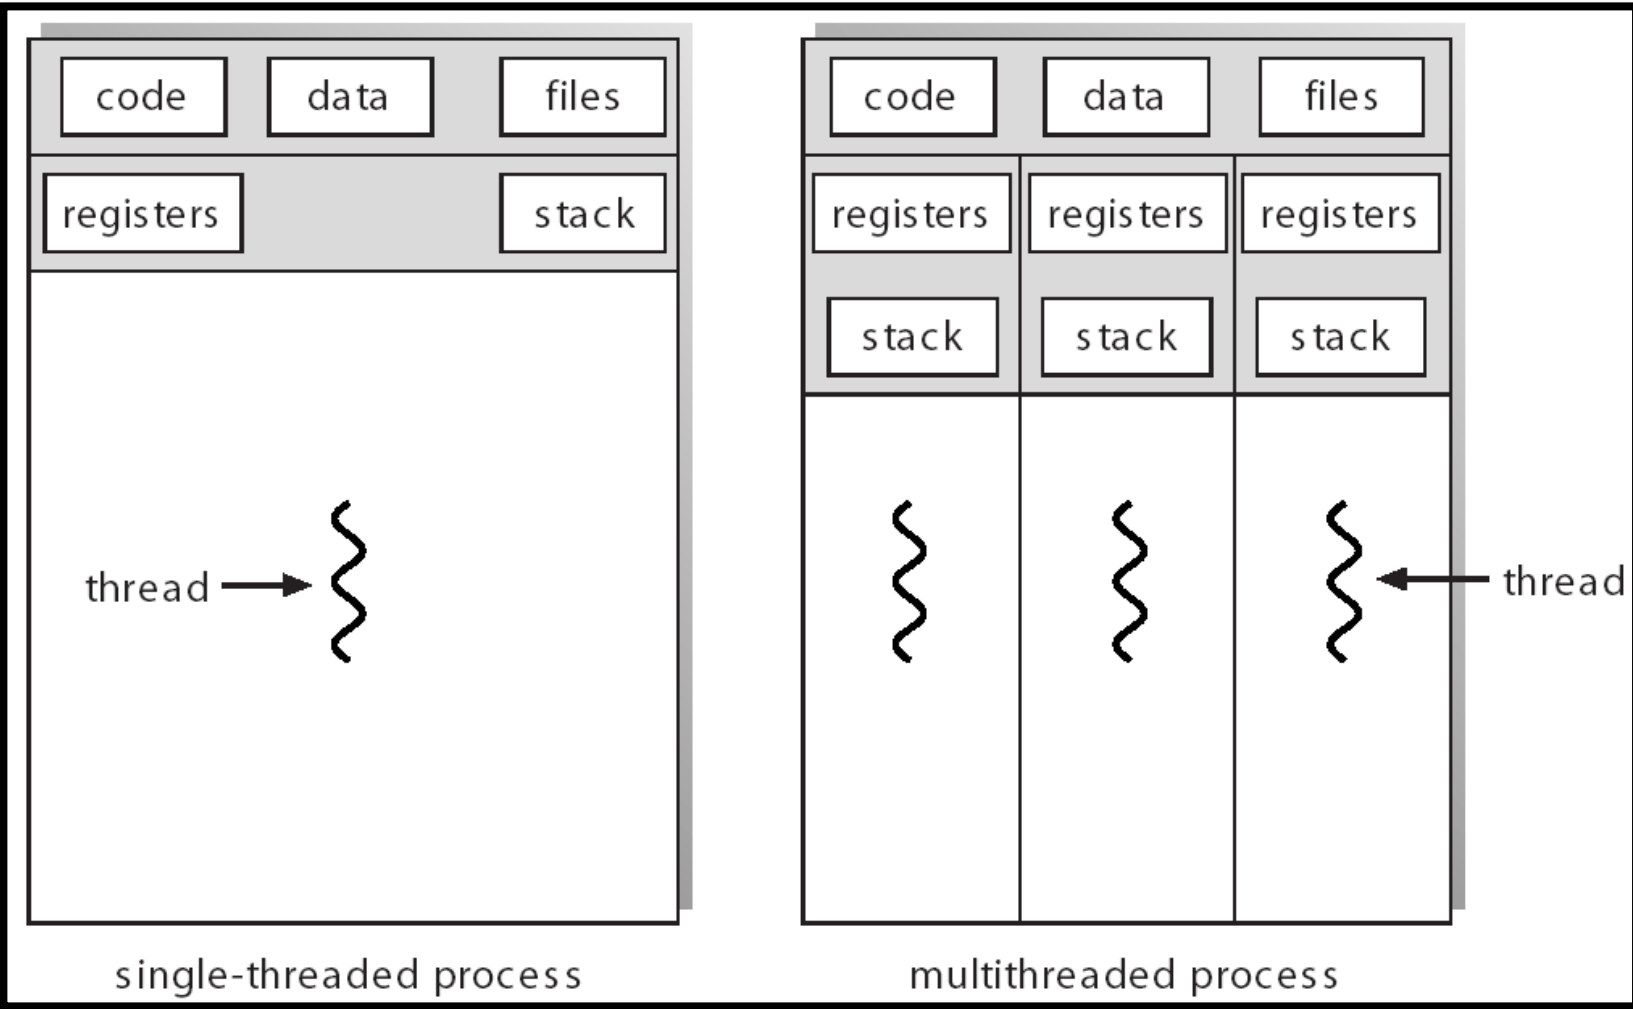 code data files
registers stack
thread
single-threaded process
code data files
registers registers registers
stack stack stack
thread
multithreaded process